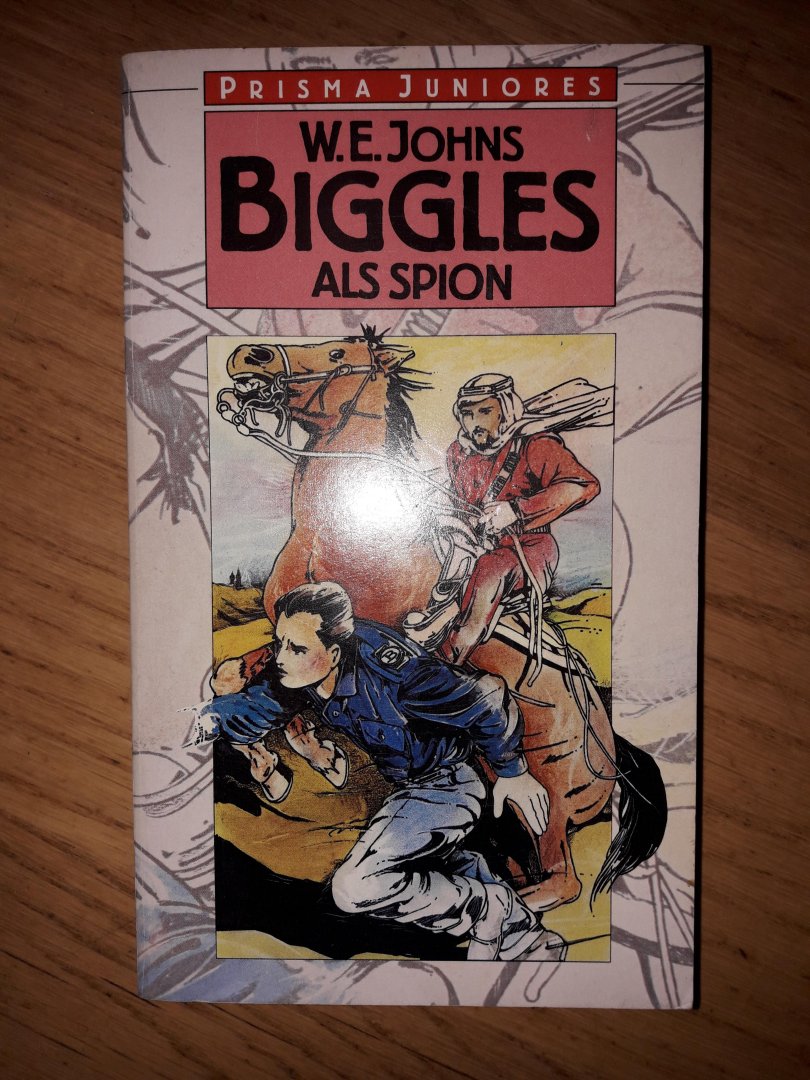 PRISMA JUNIORES
W.E. JOHNS
BIGGLES
ALS SPION